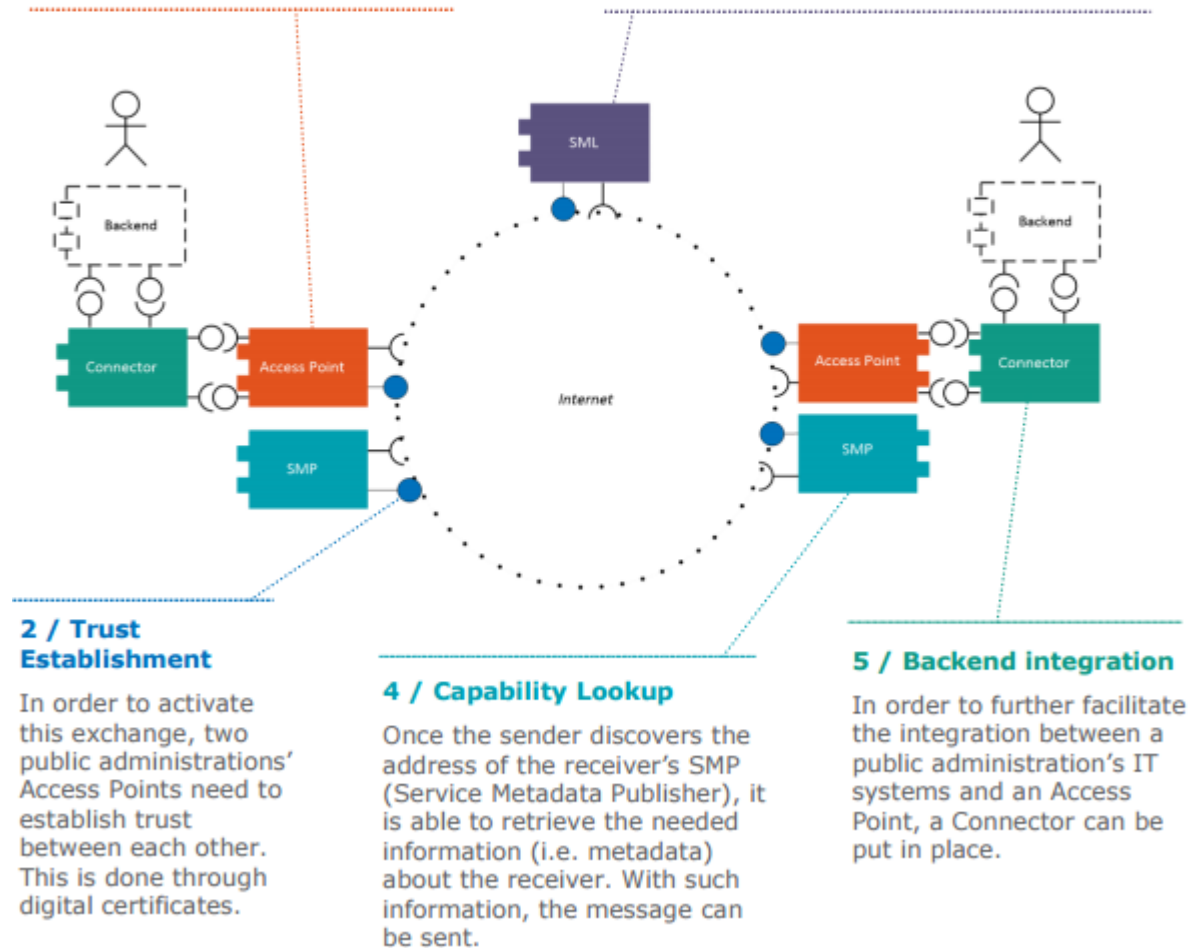 SML
Backend
Backend
Connector
Access Point
Internet
Access Point
Connector
SMP
SMP
2 / Trust
Establishment
In order to activate
this exchange, two
public administrations’
Access Points need to
establish trust
between each other.
This is done through
digital certificates.
4 / Capability Lookup
Once the sender discovers the
address of the receiver’s SMP
(Service Metadata Publisher), it
is able to retrieve the needed
information (i.e. metadata)
about the receiver. With such
information, the message can
be sent.
5 / Backend integration
In order to further facilitate
the integration between a
public administration’s IT
systems and an Access
Point, a Connector can be
put in place.